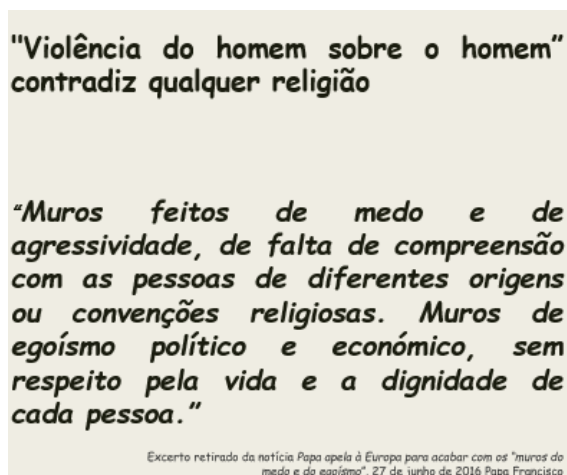 "Violência do homem sobre o homem”
contradiz qualquer religião
“Muros feitos de medo e de
agressividade, de falta de compreensão
com as pessoas de diferentes origens
ou convenções religiosas. Muros de
egoísmo político e económico, sem
respeito pela vida e a dignidade de
cada pessoa.”
Excerto retirado da notícia Papa apela à Europa para acabar com os “muros do
medo e do egoísmo”, 27 de junho de 2016 Papa Francisco